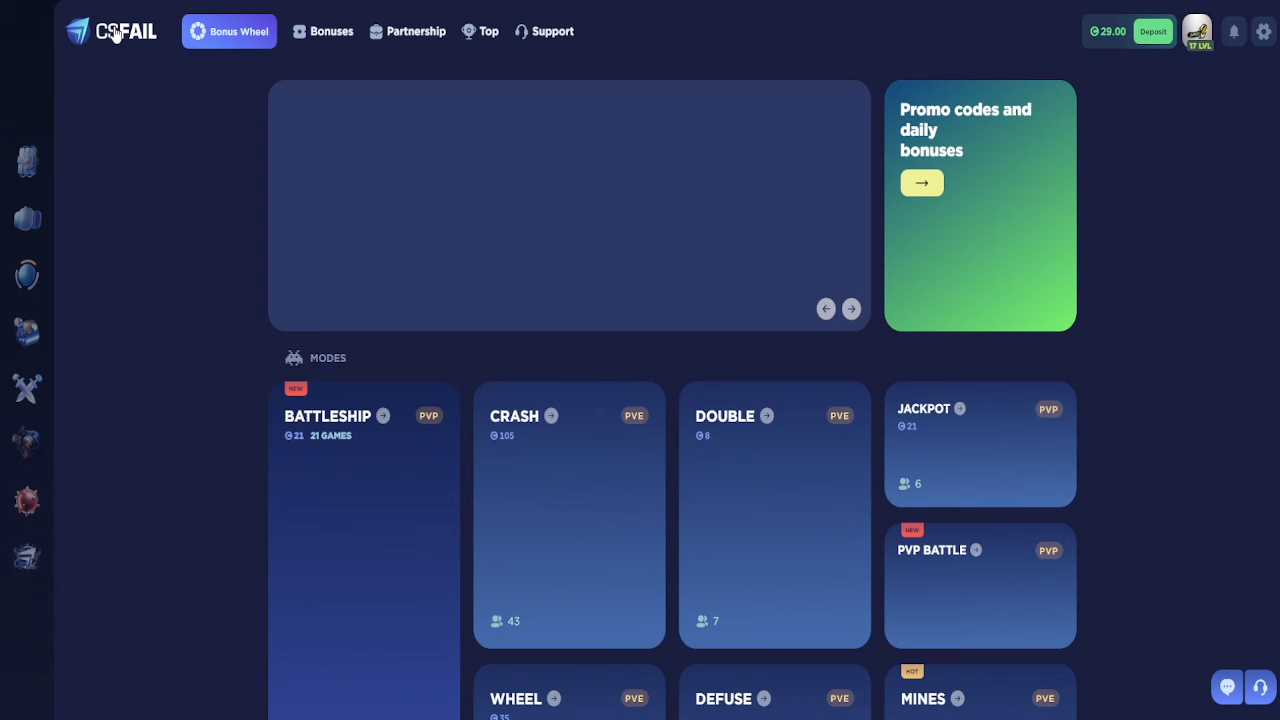 CSFAIL
Bonus Wheel
Bonuses
Partnership
Top
Support
29.00
Deposit
17 LVL
Promo codes and
daily
bonuses
MODES
NEW
BATTLESHIP
PVP
21 21 GAMES
CRASH
PVE
105
43
DOUBLE
PVE
8
7
JACKPOT
PVP
21
6
NEW
PVP BATTLE
PVP
WHEEL
PVE
35
DEFUSE
PVE
HOT
MINES
PVE